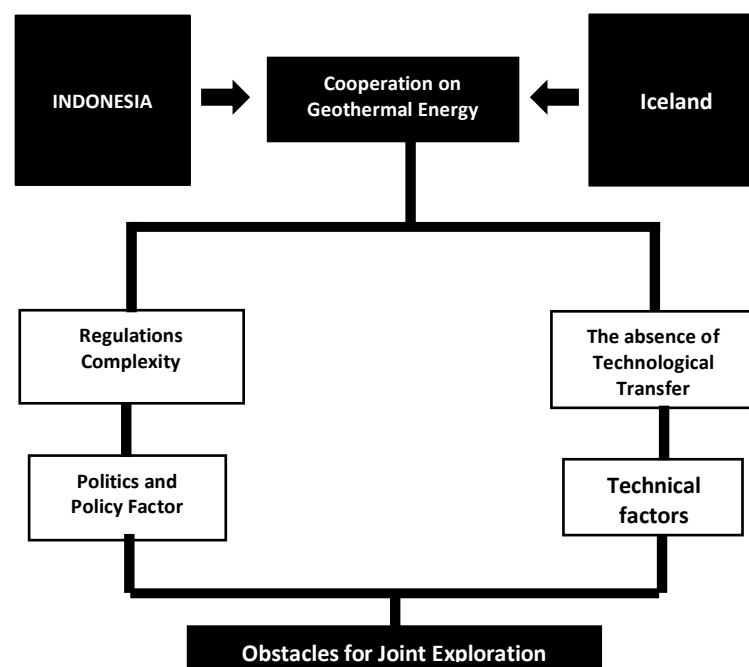 INDONESIA
Cooperation on
Geothermal Energy
Iceland
Regulations
Complexity
The absence of
Technological
Transfer
Politics and
Policy Factor
Technical
factors
Obstacles for Joint Exploration